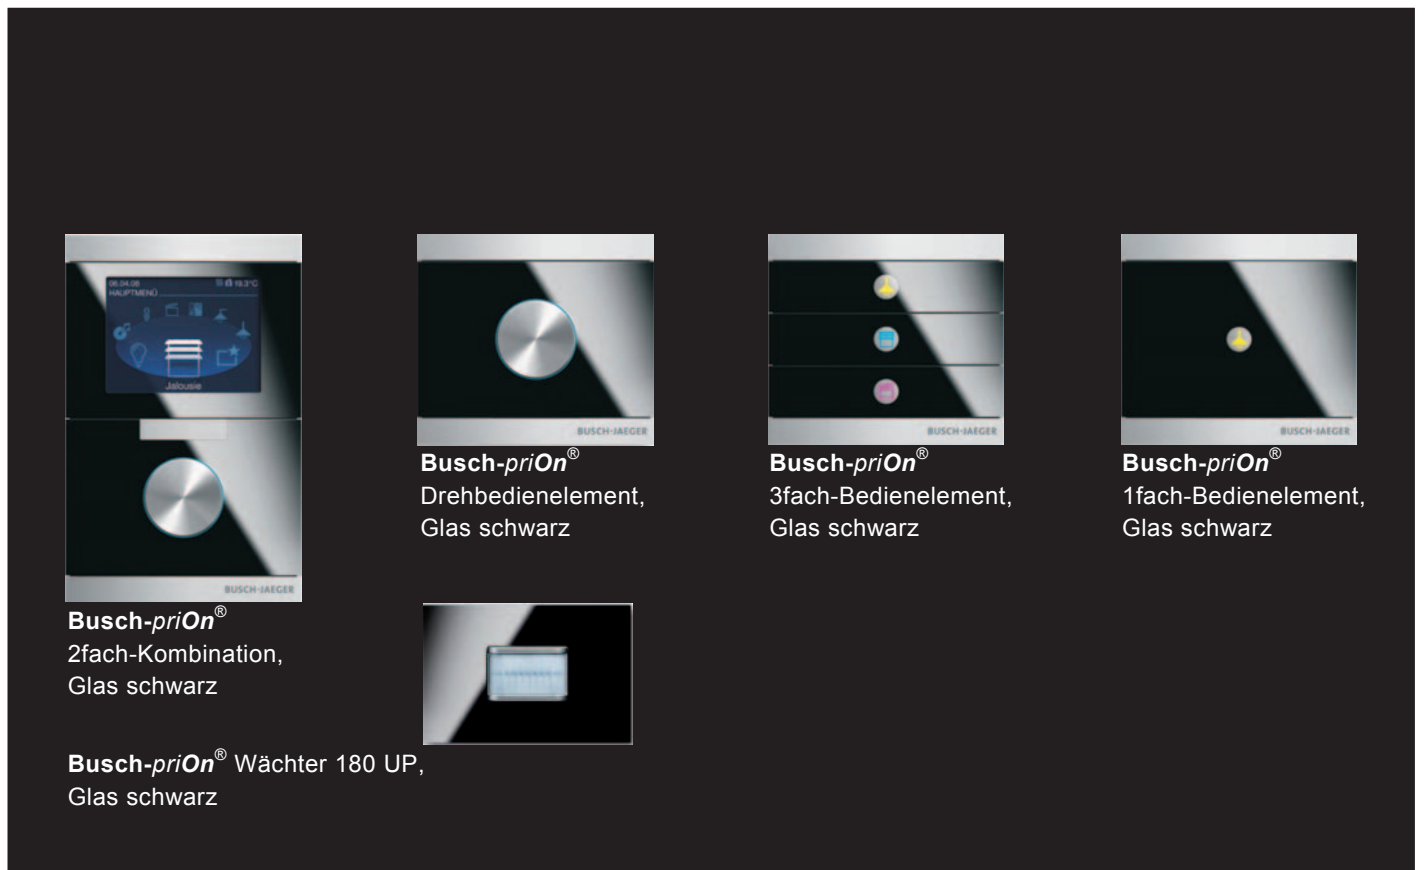 06.04.08 19.3°C
HAUPTMENÜ
Jalousie
BUSCH-JAEGER
Busch-priOn®
2fach-Kombination,
Glas schwarz
BUSCH-JAEGER
Busch-priOn®
Drehbedienelement,
Glas schwarz
BUSCH-JAEGER
Busch-priOn®
3fach-Bedienelement,
Glas schwarz
BUSCH-JAEGER
Busch-priOn®
1fach-Bedienelement,
Glas schwarz
Busch-priOn® Wächter 180 UP,
Glas schwarz